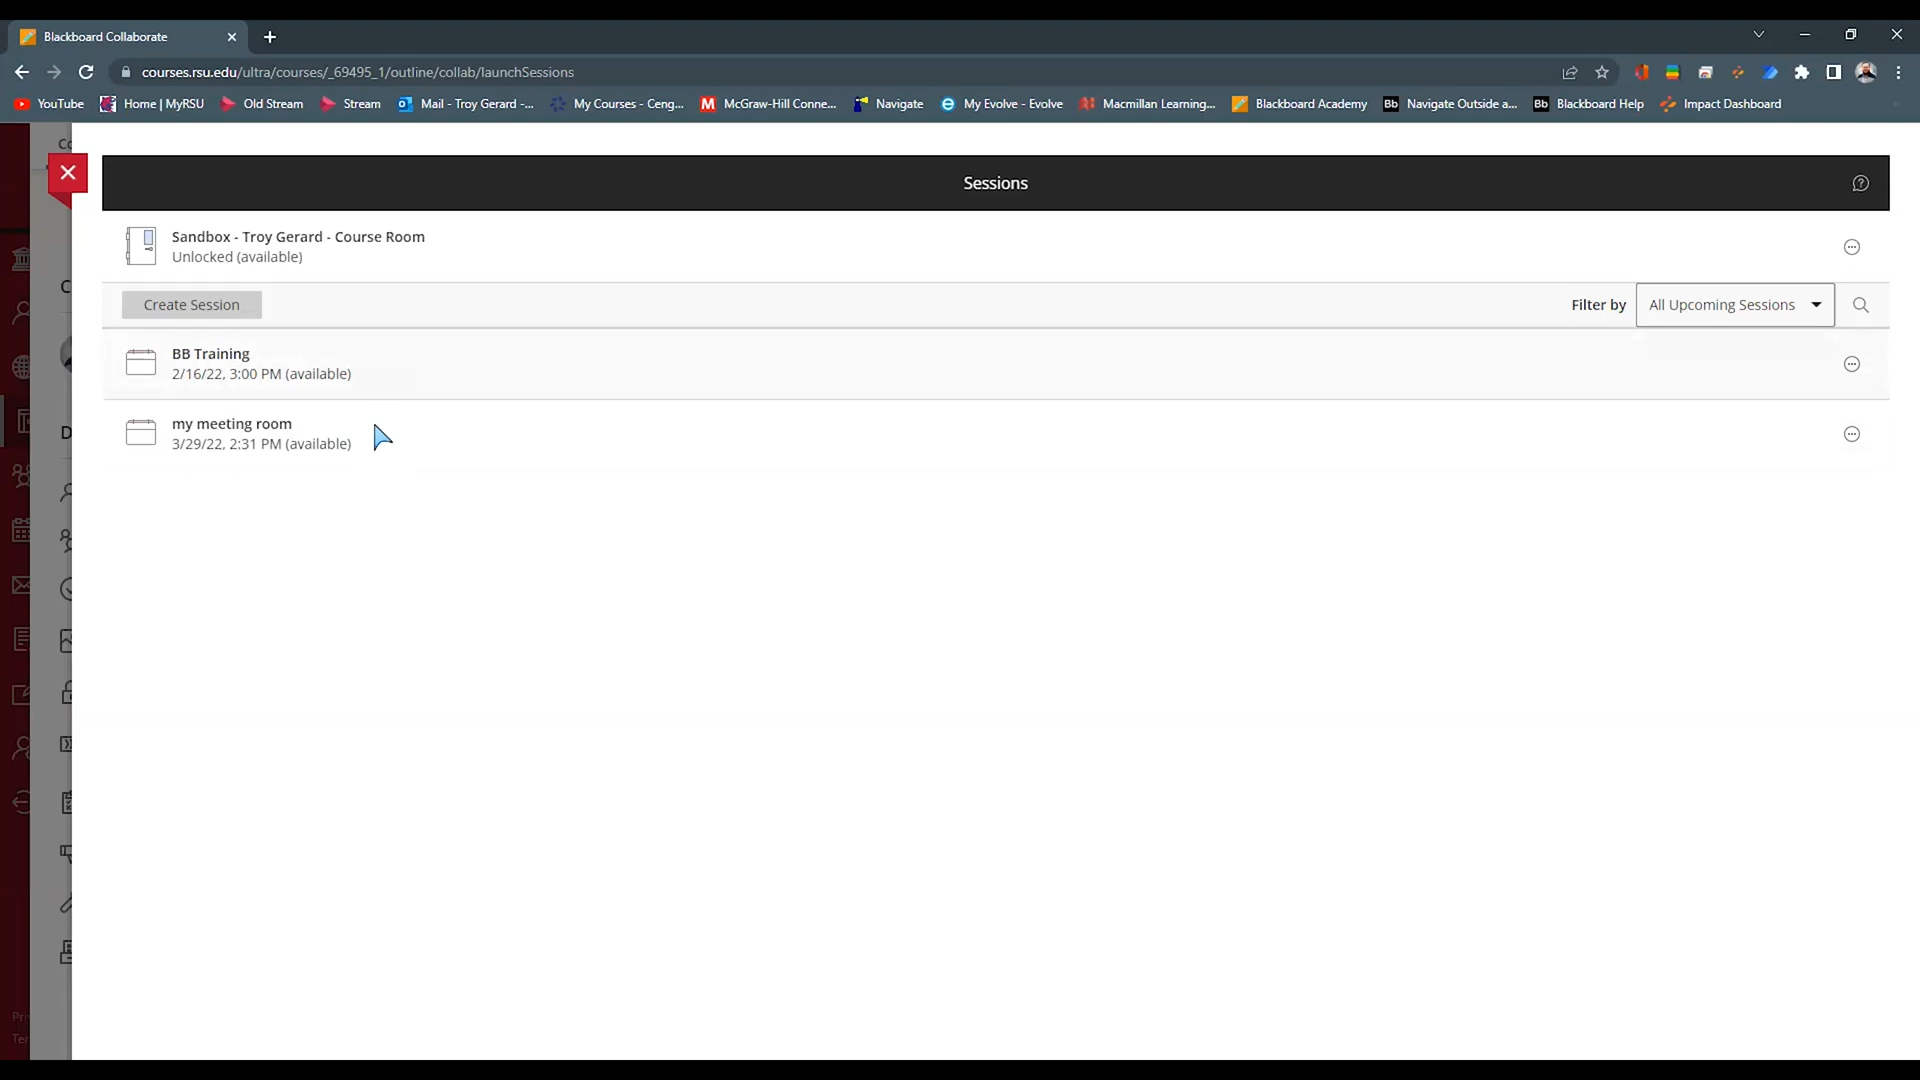 Blackboard Collaborate
courses.rsu.edu/ultra/courses/_69495_1/outline/collab/launchSessions
YouTube Home | MyRSU Old Stream Stream Mail - Troy Gerard -... My Courses - Ceng... McGraw-Hill Conne... Navigate My Evolve - Evolve Macmillan Learning... Blackboard Academy Bb Navigate Outside a... Bb Blackboard Help Impact Dashboard
Sessions
Sandbox - Troy Gerard - Course Room
Unlocked (available)
Create Session
Filter by All Upcoming Sessions
BB Training
2/16/22, 3:00 PM (available)
my meeting room
3/29/22, 2:31 PM (available)